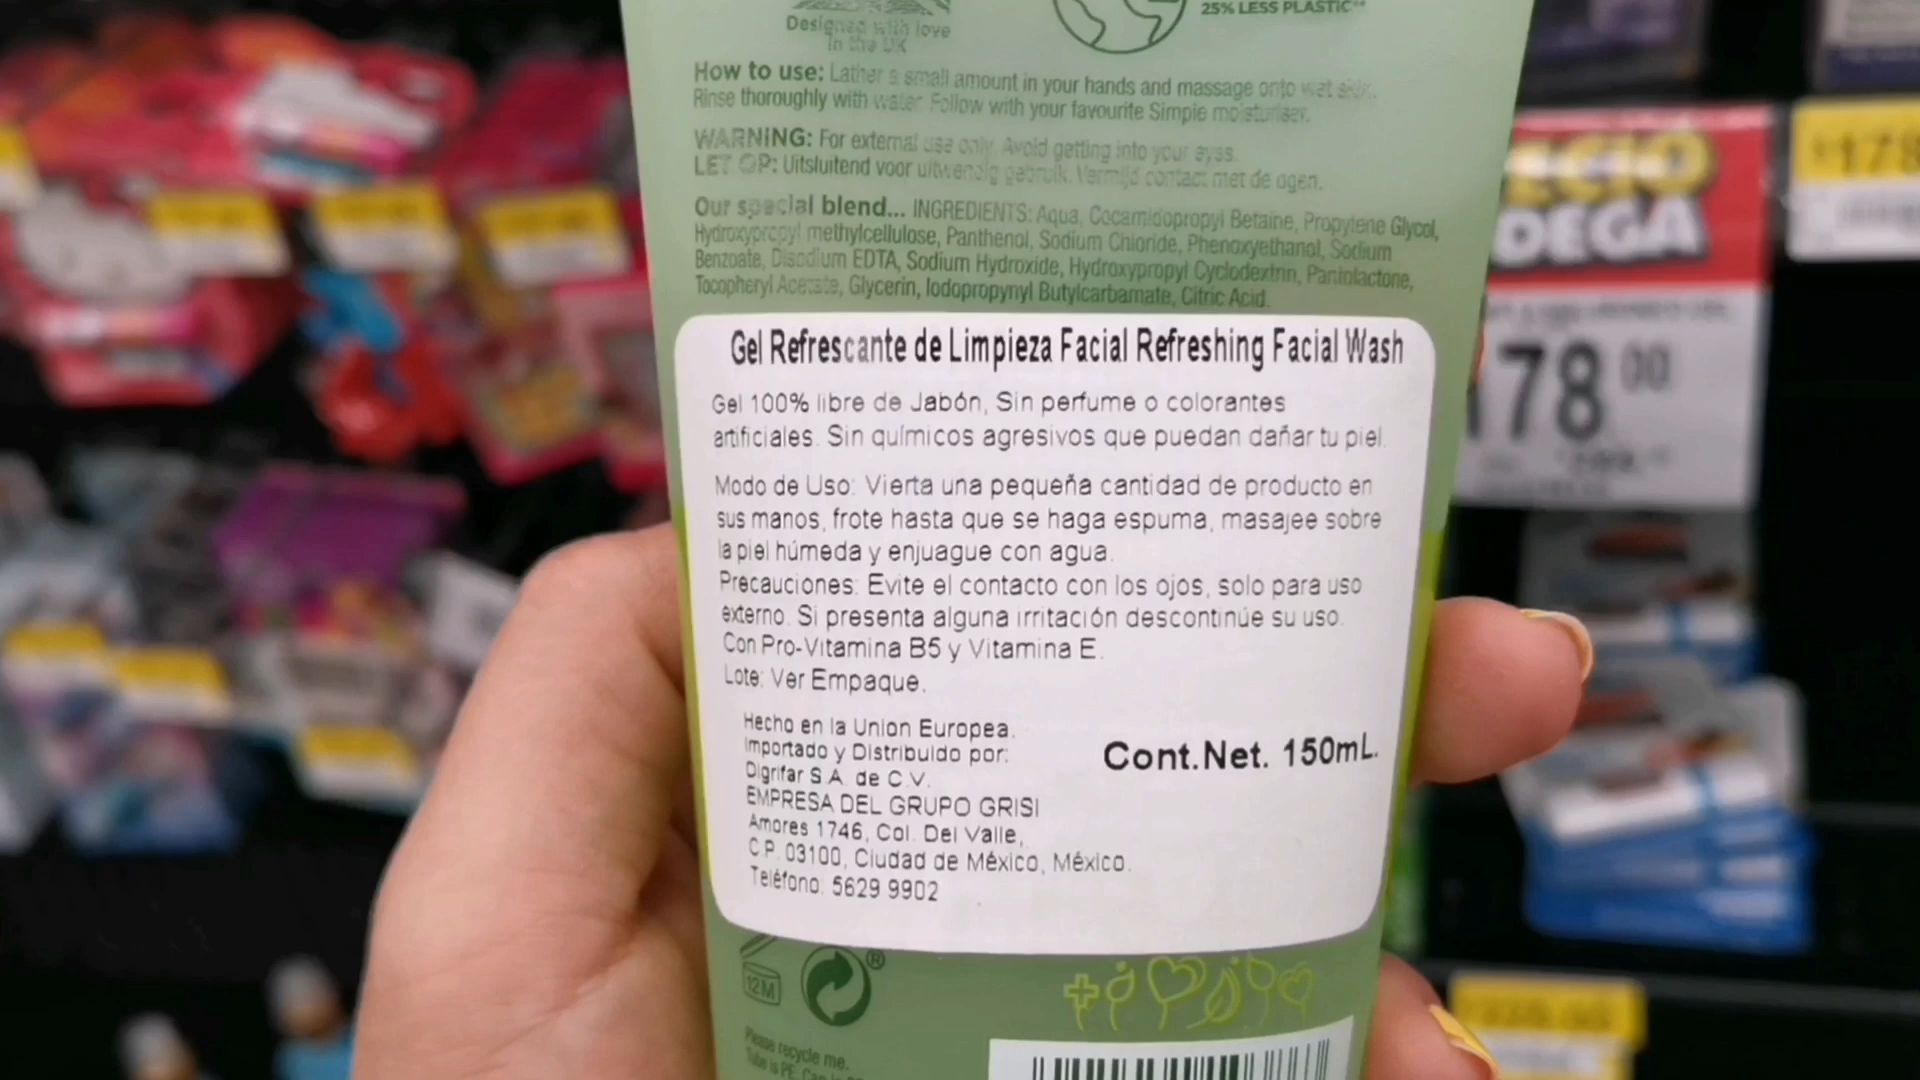 Designed with love
in the UK
25% LESS PLASTIC**
How to use: Lather a small amount in your hands and massage onto wet skin.
Rinse thoroughly with water. Follow with your favourite Simple moisturiser.
WARNING: For external use only. Avoid getting into your eyes.
LET OP: Uitsluitend voor uitwendig gebruik. Vermijd contact met de ogen.
Our special blend... INGREDIENTS: Aqua, Cocamidopropyl Betaine, Propylene Glycol,
Hydroxypropyl methylcellulose, Panthenol, Sodium Chloride, Phenoxyethanol, Sodium
Benzoate, Disodium EDTA, Sodium Hydroxide, Hydroxypropyl Cyclodextrin, Pantolactone,
Tocopheryl Acetate, Glycerin, Iodopropynyl Butylcarbamate, Citric Acid.
Gel Refrescante de Limpieza Facial Refreshing Facial Wash
Gel 100% libre de Jabón, Sin perfume o colorantes
artificiales. Sin químicos agresivos que puedan dañar tu piel.
Modo de Uso: Vierta una pequeña cantidad de producto en
sus manos, frote hasta que se haga espuma, masajee sobre
la piel húmeda y enjuague con agua.
Precauciones: Evite el contacto con los ojos, solo para uso
externo. Si presenta alguna irritación descontinúe su uso.
Con Pro-Vitamina B5 y Vitamina E.
Lote: Ver Empaque.
Hecho en la Union Europea.
Importado y Distribuido por:
Digrifar S.A. de C.V.
EMPRESA DEL GRUPO GRISI
Amores 1746, Col. Del Valle,
C.P. 03100, Ciudad de México, México.
Teléfono: 5629 9902
Cont.Net. 150mL.
12M
®
Please recycle me.
Tube is PE.
ECIO
DEGA
178 00
178